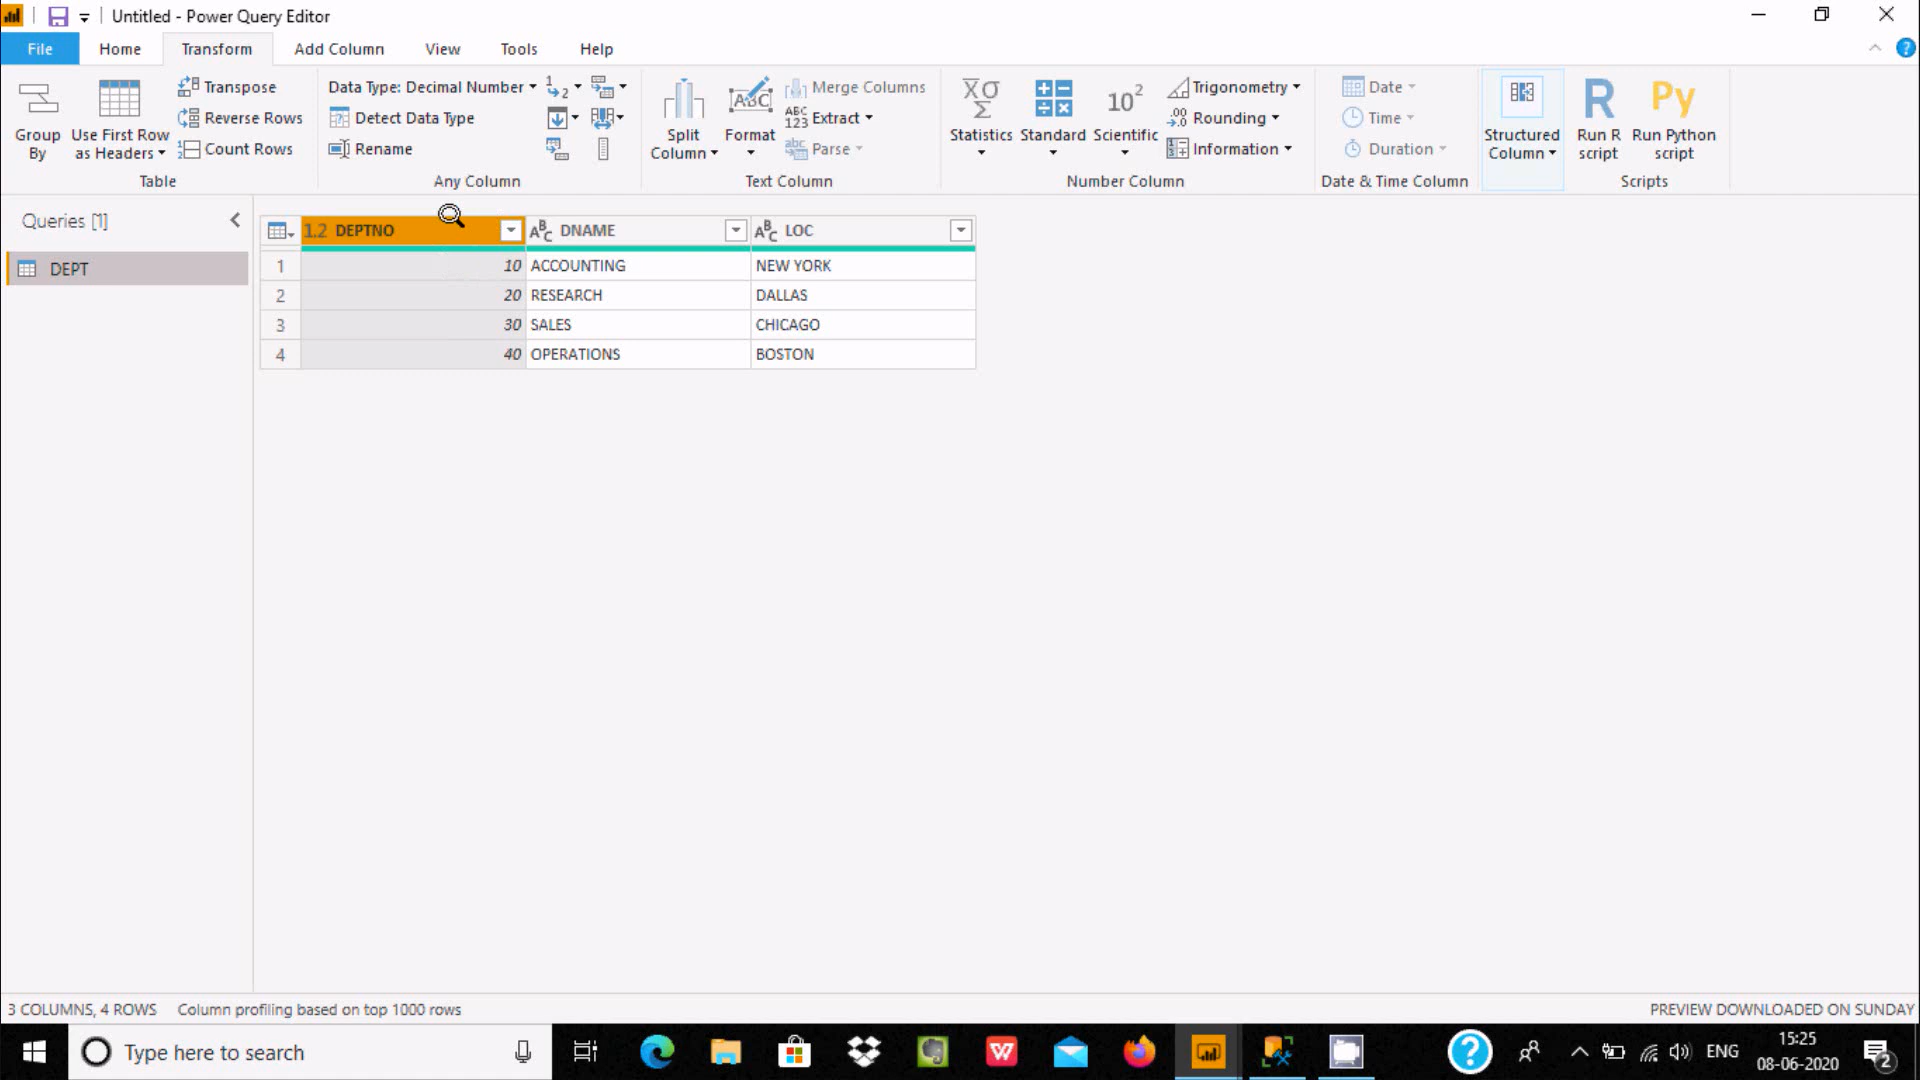 Untitled - Power Query Editor
File Home Transform Add Column View Tools Help
Group By
Use First Row as Headers
Transpose
Reverse Rows
Count Rows
Table
Data Type: Decimal Number
Detect Data Type
Rename
Any Column
Split Column
Format
Merge Columns
Extract
Parse
Text Column
Statistics
Standard
Scientific
Trigonometry
Rounding
Information
Number Column
Date
Time
Duration
Date & Time Column
Structured Column
Run R script
Run Python script
Scripts
Queries [1]
DEPT
1.2 DEPTNO ABC DNAME ABC LOC
1 10 ACCOUNTING NEW YORK
2 20 RESEARCH DALLAS
3 30 SALES CHICAGO
4 40 OPERATIONS BOSTON
3 COLUMNS, 4 ROWS Column profiling based on top 1000 rows
PREVIEW DOWNLOADED ON SUNDAY
Type here to search
ENG
15:25
08-06-2020
2